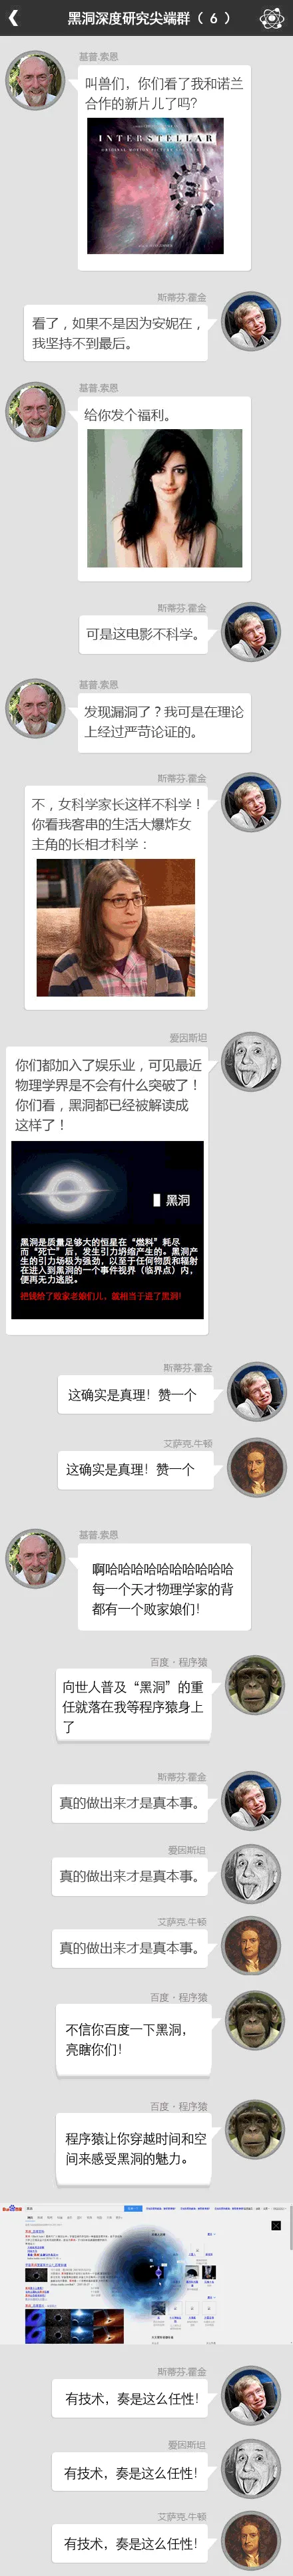 黑洞深度研究尖端群（6）
基普.索恩
叫兽们，你们看了我和诺兰
合作的新片儿了吗？
INTERSTELLAR
ORIGINAL MOTION PICTURE SOUNDTRACK
斯蒂芬.霍金
看了，如果不是因为安妮在，
我坚持不到最后。
基普.索恩
给你发个福利。
斯蒂芬.霍金
可是这电影不科学。
基普.索恩
发现漏洞了？我可是在理论
上经过严苛论证的。
斯蒂芬.霍金
不，女科学家长这样不科学！
你看我客串的生活大爆炸女
主角的长相才科学：
爱因斯坦
你们都加入了娱乐业，可见最近
物理学界是不会有什么突破了！
你们看，黑洞都已经被解读成
这样了！
黑洞
黑洞是质量足够大的恒星在“燃料”耗尽
而“死亡”后，发生引力坍缩产生的。黑洞产
生的引力场极为强劲，以至于任何物质和辐射
在进入到黑洞的一个事件视界（临界点）内，
便再无力逃脱。
把钱给了败家老娘们儿，就相当于进了黑洞!
斯蒂芬.霍金
这确实是真理！赞一个
艾萨克.牛顿
这确实是真理！赞一个
基普.索恩
啊哈哈哈哈哈哈哈哈哈哈
每一个天才物理学家的背
都有一个败家娘们！
百度·程序猿
向世人普及“黑洞”的重
任就落在我等程序猿身上
了
斯蒂芬.霍金
真的做出来才是真本事。
爱因斯坦
真的做出来才是真本事。
艾萨克.牛顿
真的做出来才是真本事。
百度·程序猿
不信你百度一下黑洞，
亮瞎你们！
百度·程序猿
程序猿让你穿越时间和空
间来感受黑洞的魅力。
斯蒂芬.霍金
有技术，奏是这么任性！
爱因斯坦
有技术，奏是这么任性！
艾萨克.牛顿
有技术，奏是这么任性！